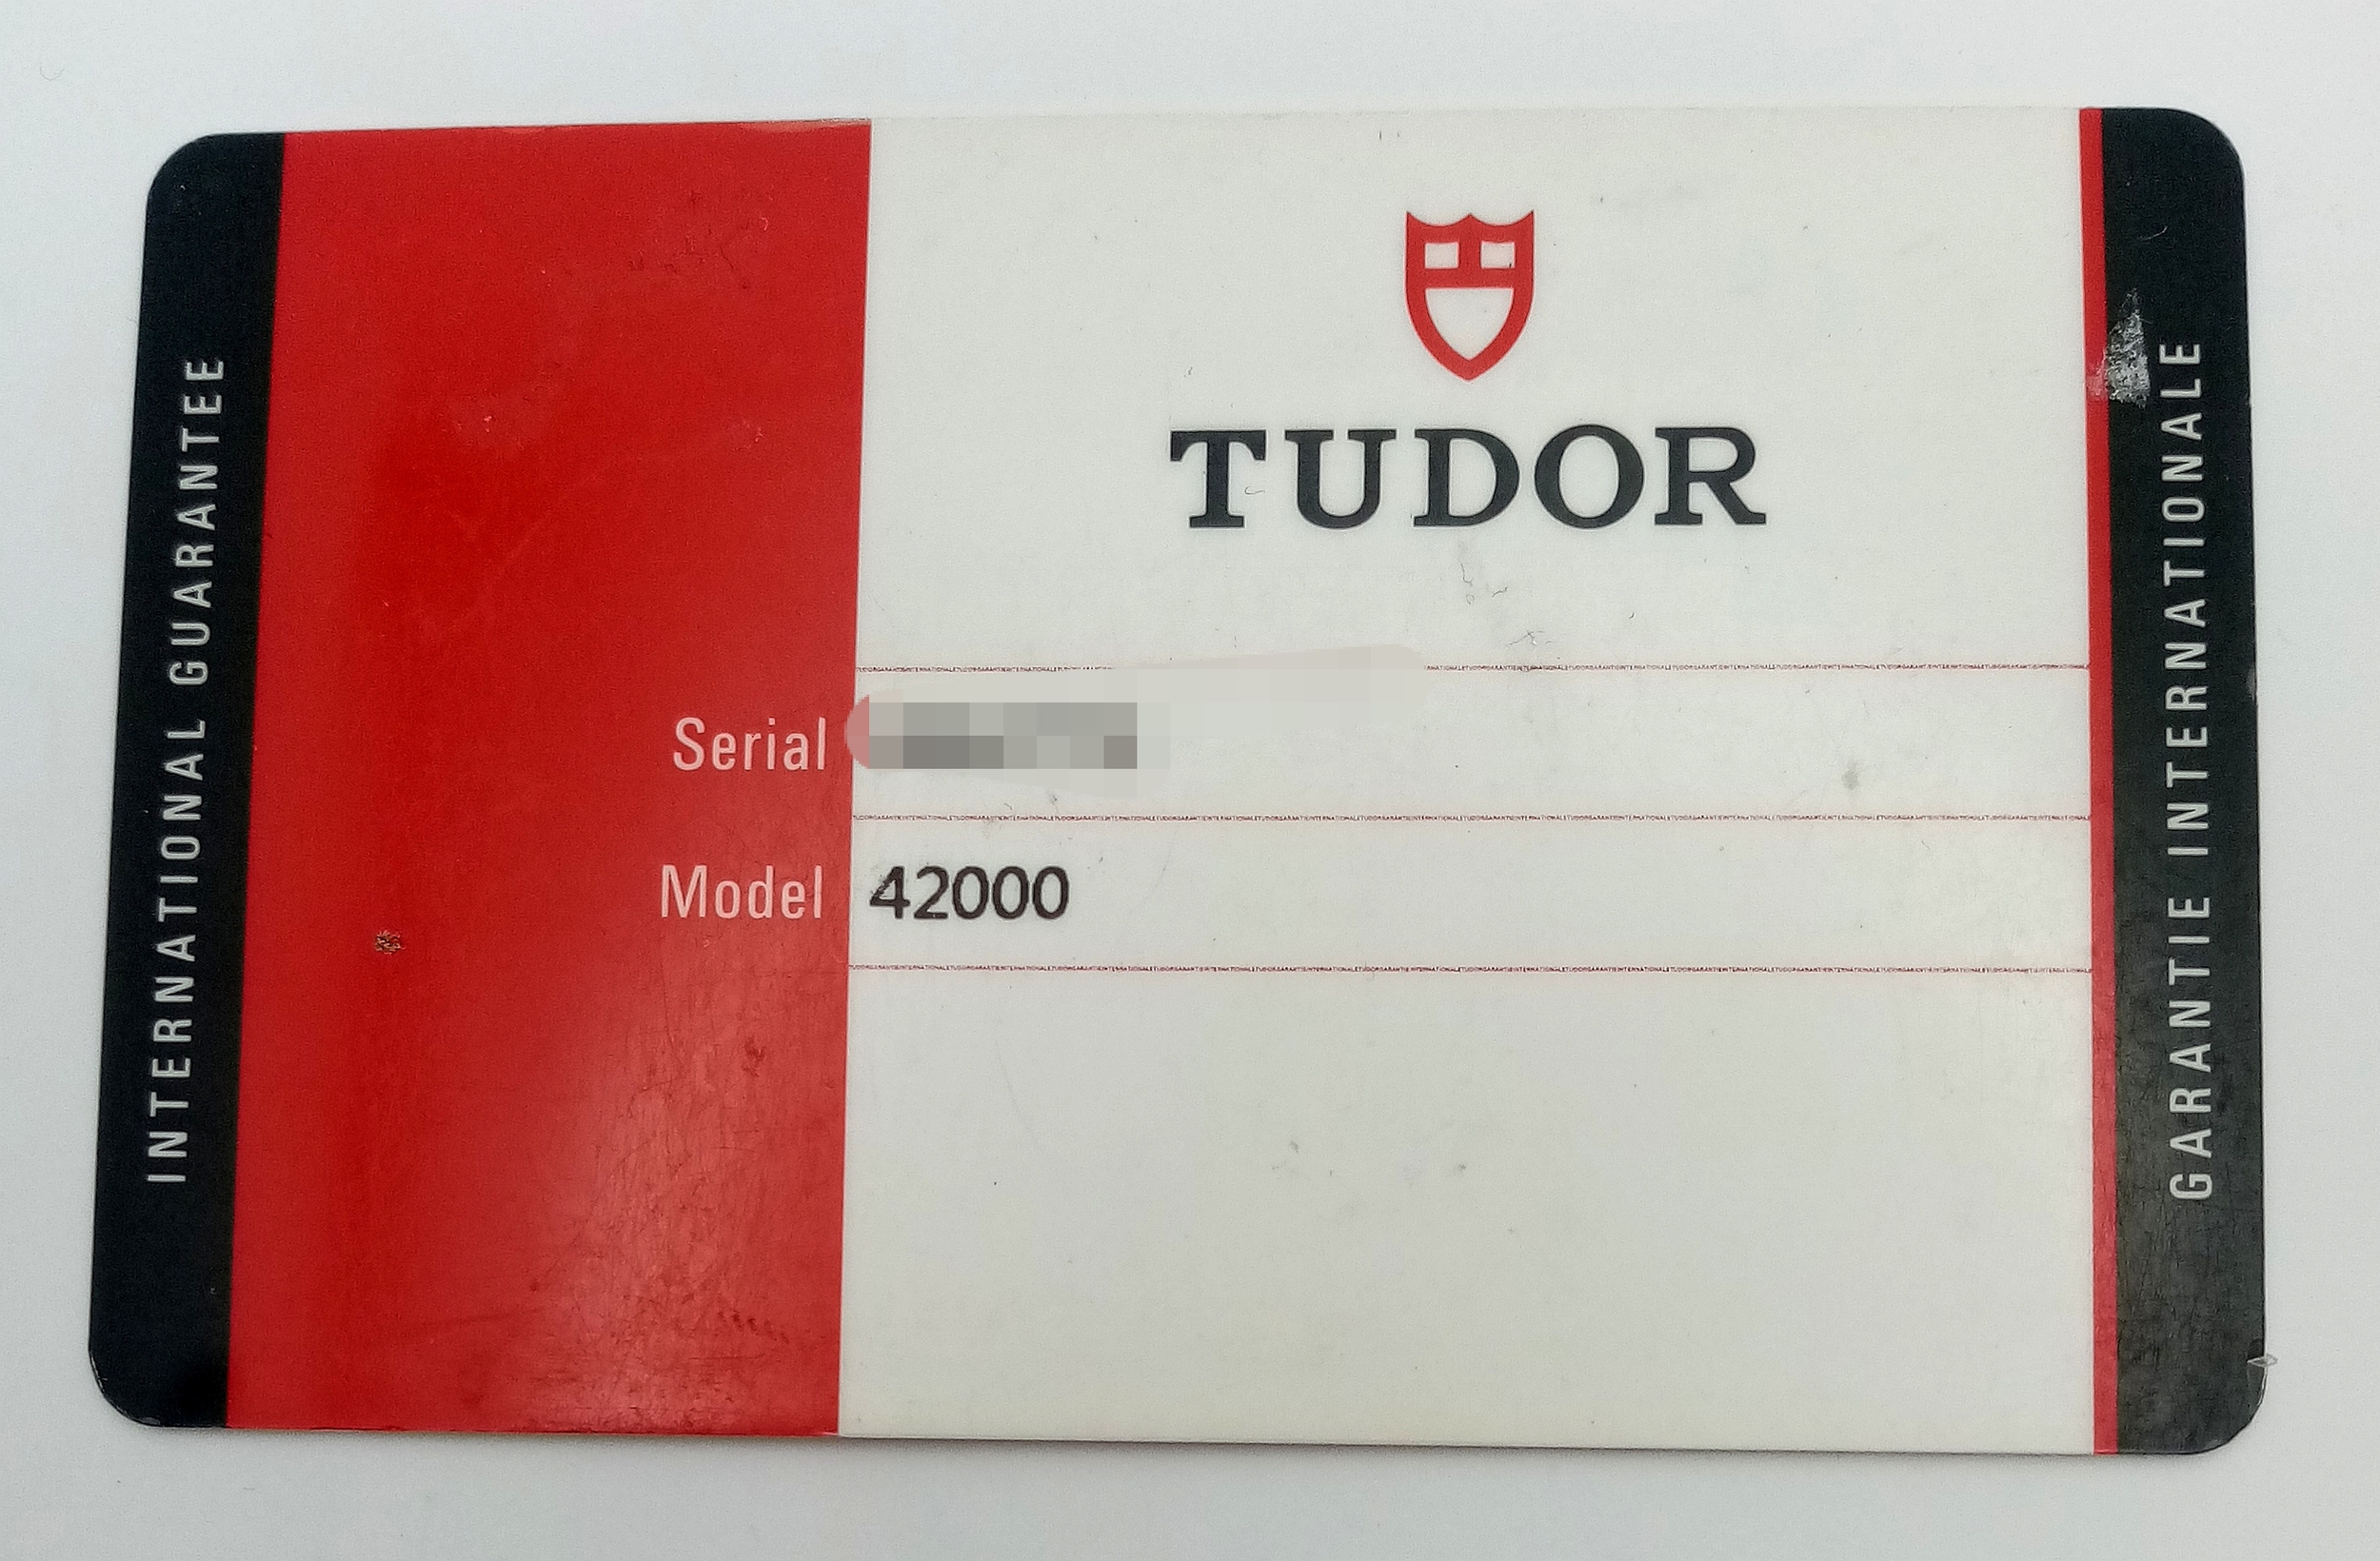 INTERNATIONAL GUARANTEE
TUDOR
Serial
Model 42000
GARANTIE INTERNATIONALE